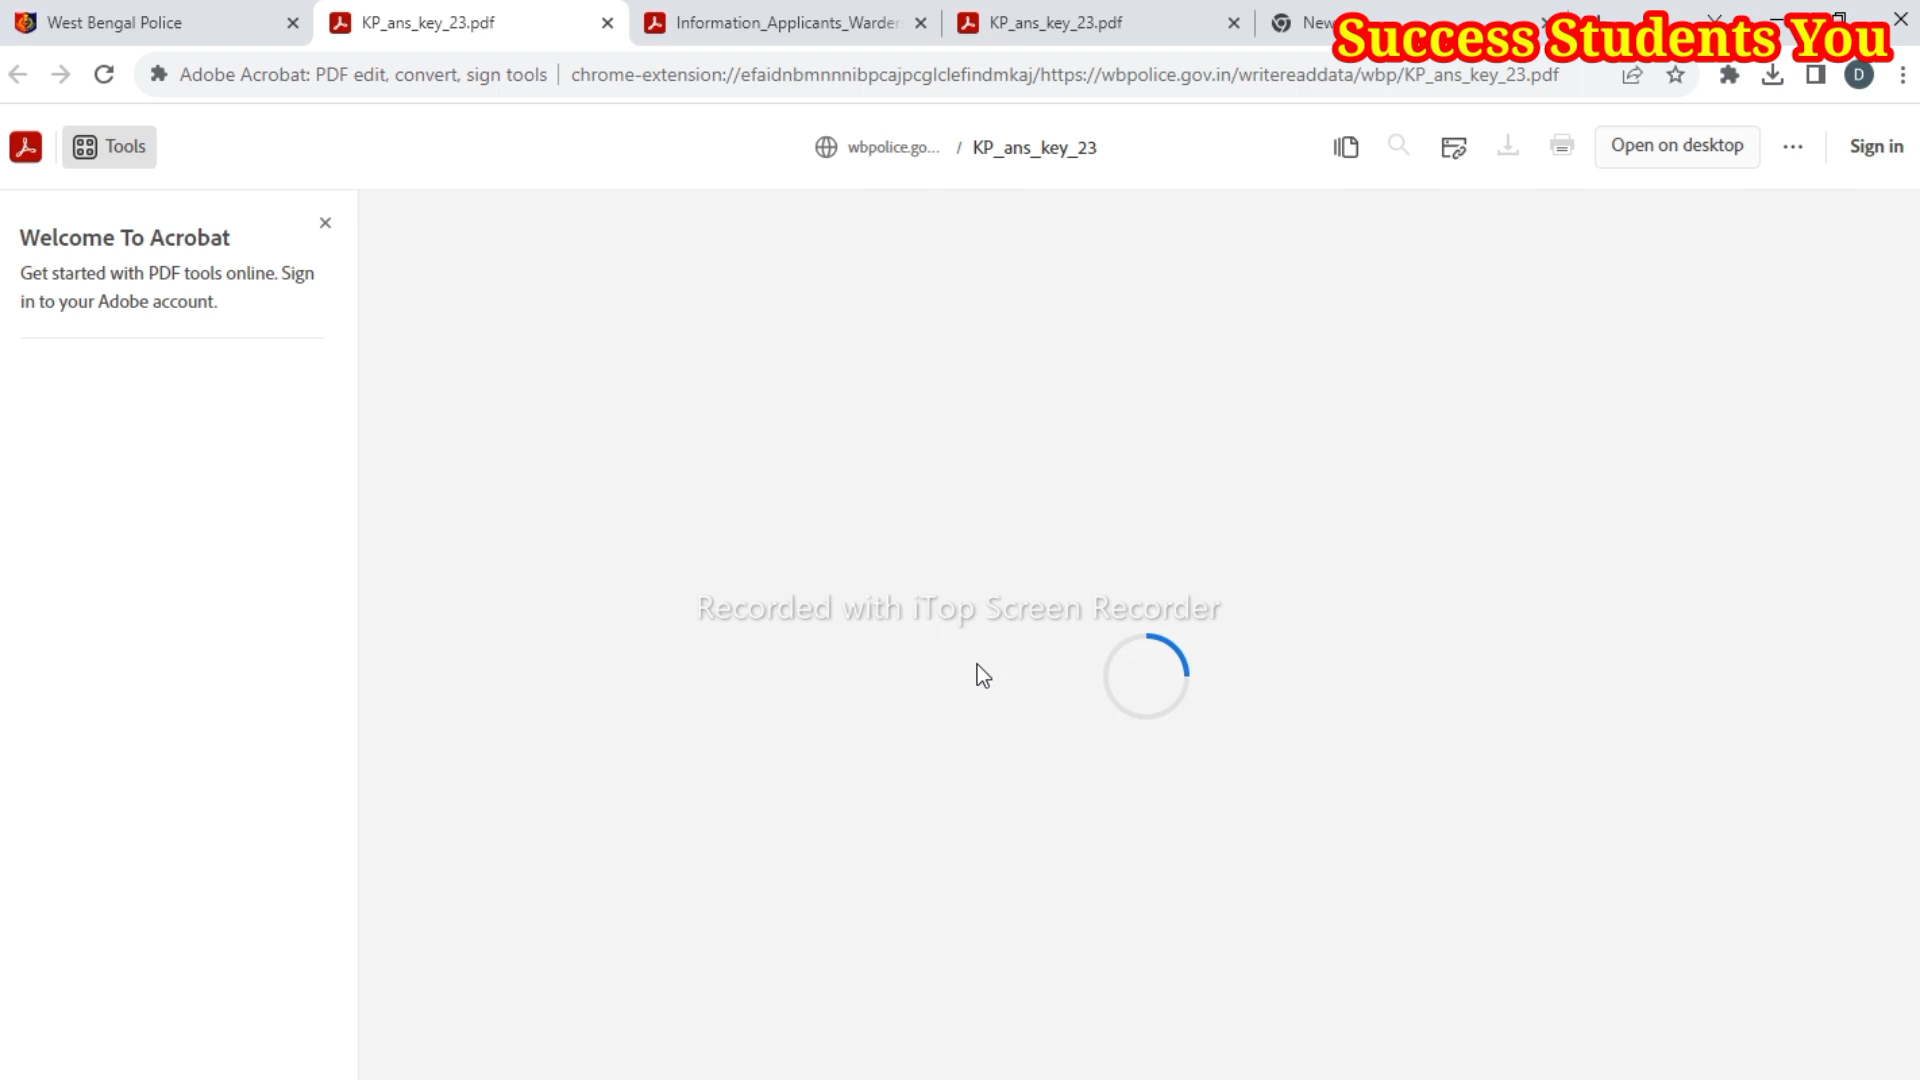 West Bengal Police
KP_ans_key_23.pdf
Information_Applicants_Warder
KP_ans_key_23.pdf
New
Success Students You
Adobe Acrobat: PDF edit, convert, sign tools
chrome-extension://efaidnbmnnnibpcajpcglclefindmkaj/https://wbpolice.gov.in/writereaddata/wbp/KP_ans_key_23.pdf
D
Tools
wbpolice.go... / KP_ans_key_23
Open on desktop
Sign in
Welcome To Acrobat
Get started with PDF tools online. Sign
in to your Adobe account.
Recorded with iTop Screen Recorder